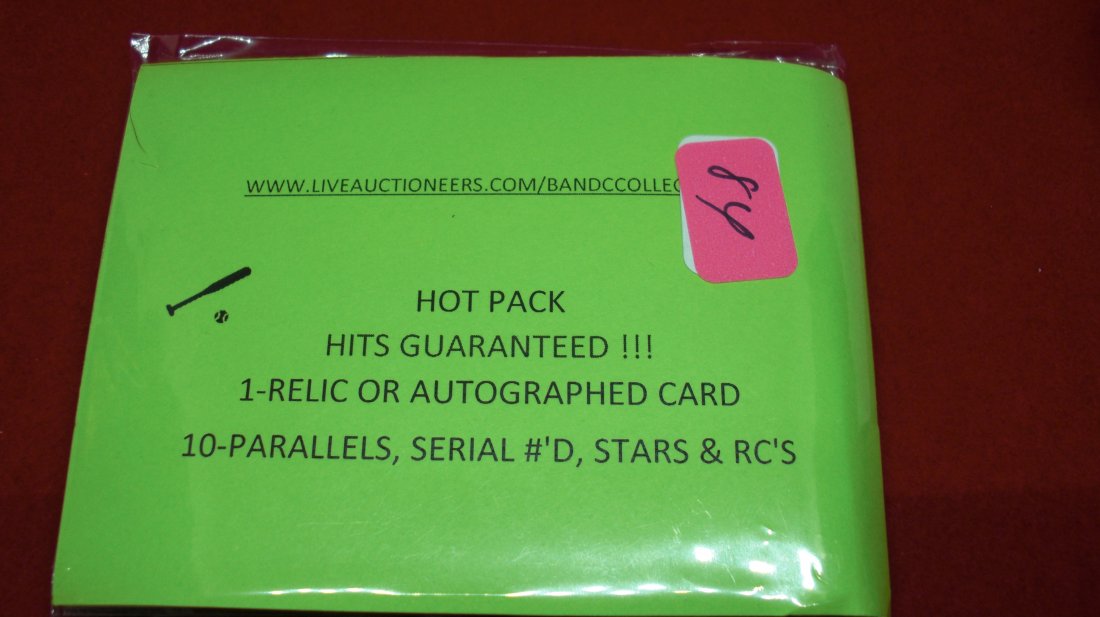 WWW.LIVEAUCTIONEERS.COM/BANDCCOLLEC
84
HOT PACK
HITS GUARANTEED !!!
1-RELIC OR AUTOGRAPHED CARD
10-PARALLELS, SERIAL #'D, STARS & RC'S